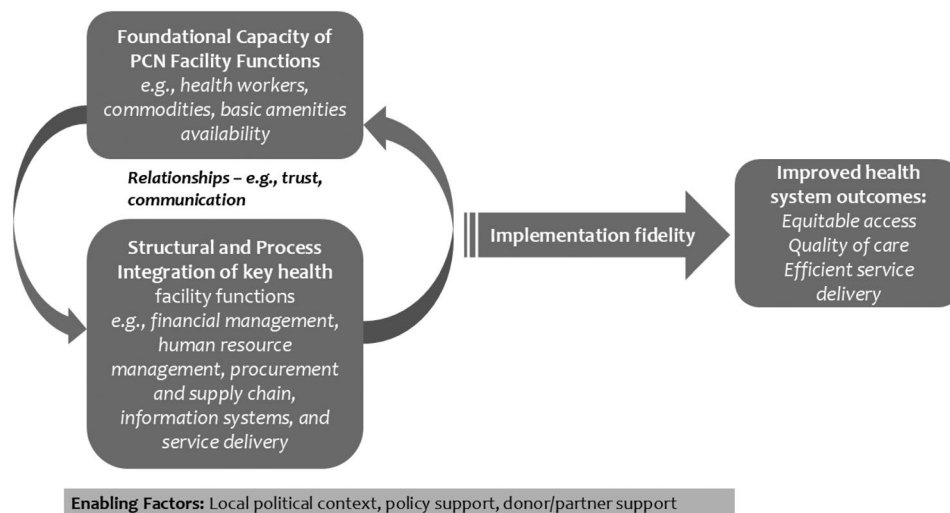 Foundational Capacity of
PCN Facility Functions
e.g., health workers,
commodities, basic amenities
availability
Relationships – e.g., trust,
communication
Structural and Process
Integration of key health
facility functions
e.g., financial management,
human resource
management, procurement
and supply chain,
information systems, and
service delivery
Implementation fidelity
Improved health
system outcomes:
Equitable access
Quality of care
Efficient service
delivery
Enabling Factors: Local political context, policy support, donor/partner support